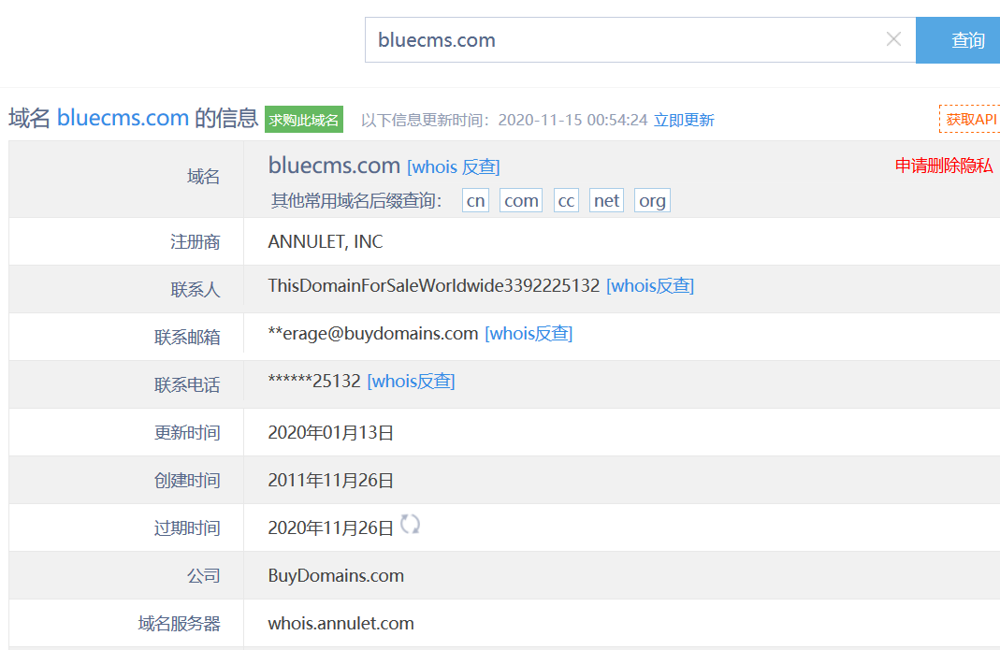 bluecms.com 查询
域名 bluecms.com 的信息 求购此域名 以下信息更新时间：2020-11-15 00:54:24 立即更新 获取API
域名 bluecms.com [whois 反查] 申请删除隐私
其他常用域名后缀查询： cn com cc net org
注册商 ANNULET, INC
联系人 ThisDomainForSaleWorldwide3392225132 [whois反查]
联系邮箱 **erage@buydomains.com [whois反查]
联系电话 ******25132 [whois反查]
更新时间 2020年01月13日
创建时间 2011年11月26日
过期时间 2020年11月26日
公司 BuyDomains.com
域名服务器 whois.annulet.com